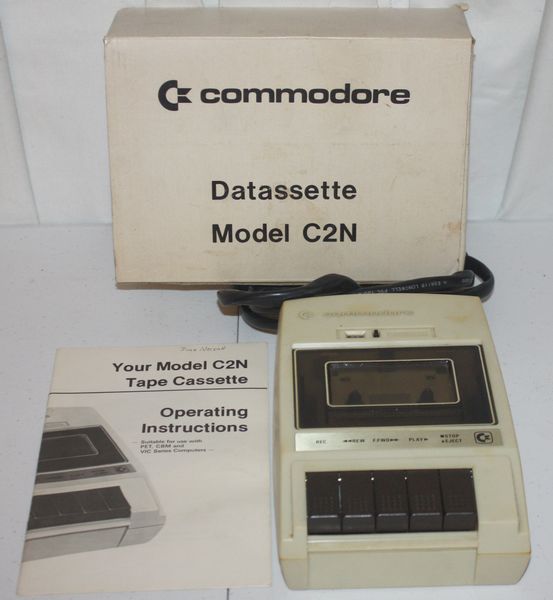 commodore
Datassette
Model C2N
commodore
Your Model C2N
Tape Cassette
Operating
Instructions
— Suitable for use with
PET, CBM and
VIC Series Computers —
REC ◄◄REW F.FWD►► PLAY► ■STOP
▲EJECT